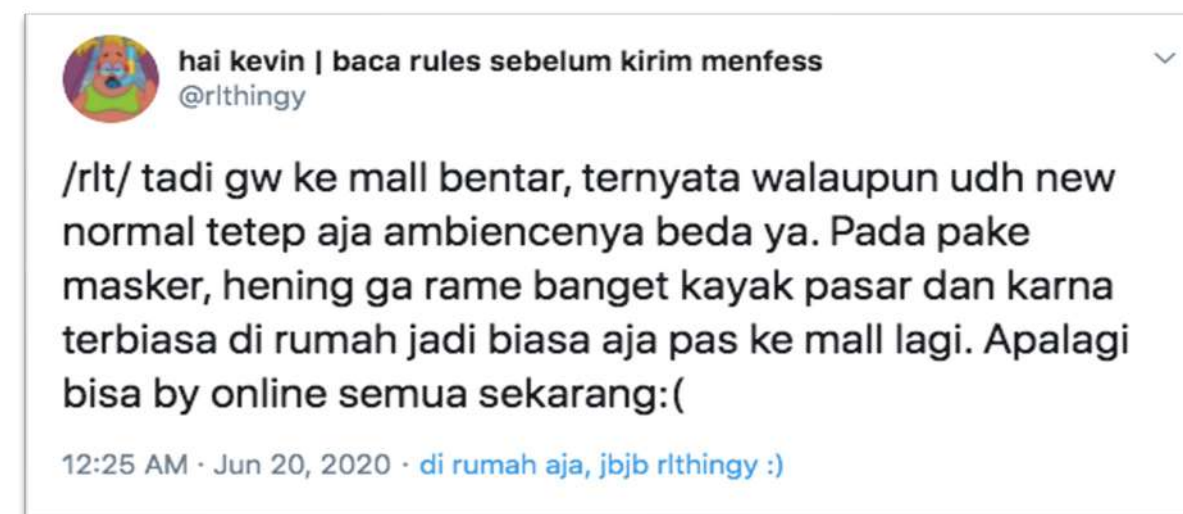 hai kevin | baca rules sebelum kirim menfess
@rlthingy
/rlt/ tadi gw ke mall bentar, ternyata walaupun udh new
normal tetep aja ambiencenya beda ya. Pada pake
masker, hening ga rame banget kayak pasar dan karna
terbiasa di rumah jadi biasa aja pas ke mall lagi. Apalagi
bisa by online semua sekarang:(
12:25 AM · Jun 20, 2020 · di rumah aja, jbjb rlthingy :)